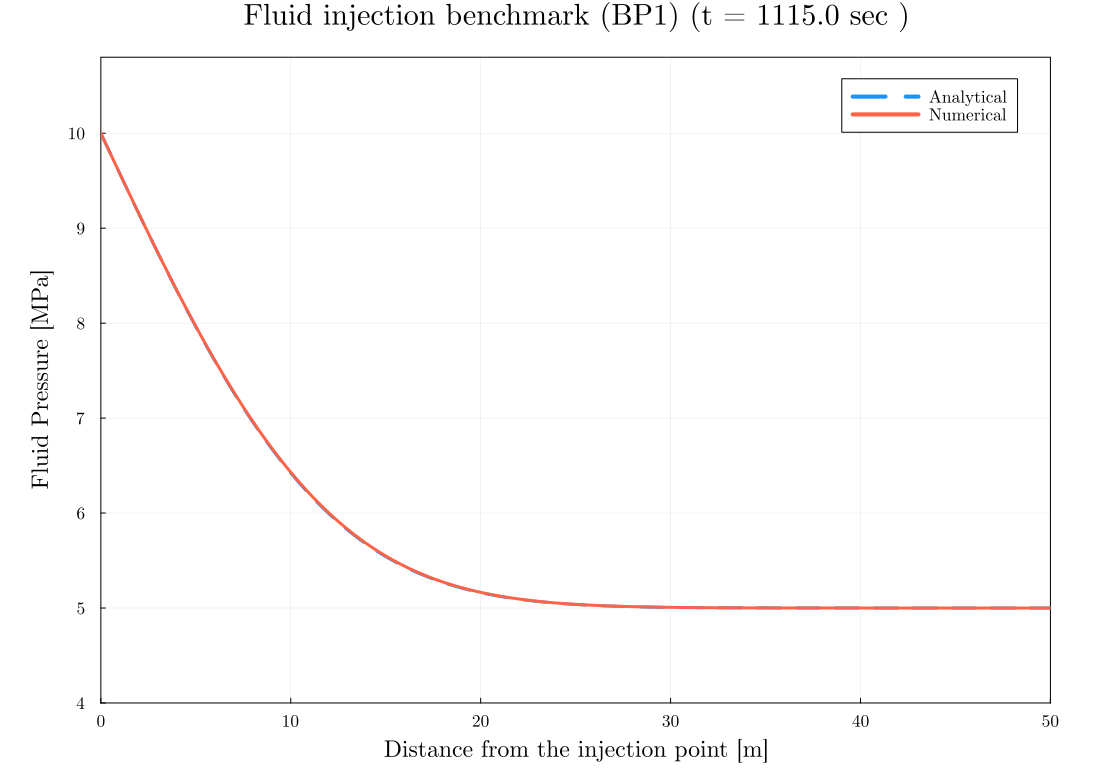 Fluid injection benchmark (BP1) (t = 1115.0 sec )
Analytical
Numerical
10
9
8
7
6
5
4
Fluid Pressure [MPa]
0 10 20 30 40 50
Distance from the injection point [m]